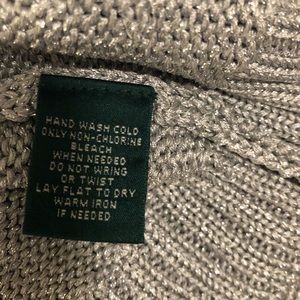 HAND WASH COLD
ONLY NON-CHLORINE
BLEACH
WHEN NEEDED
DO NOT WRING
OR TWIST
LAY FLAT TO DRY
WARM IRON
IF NEEDED